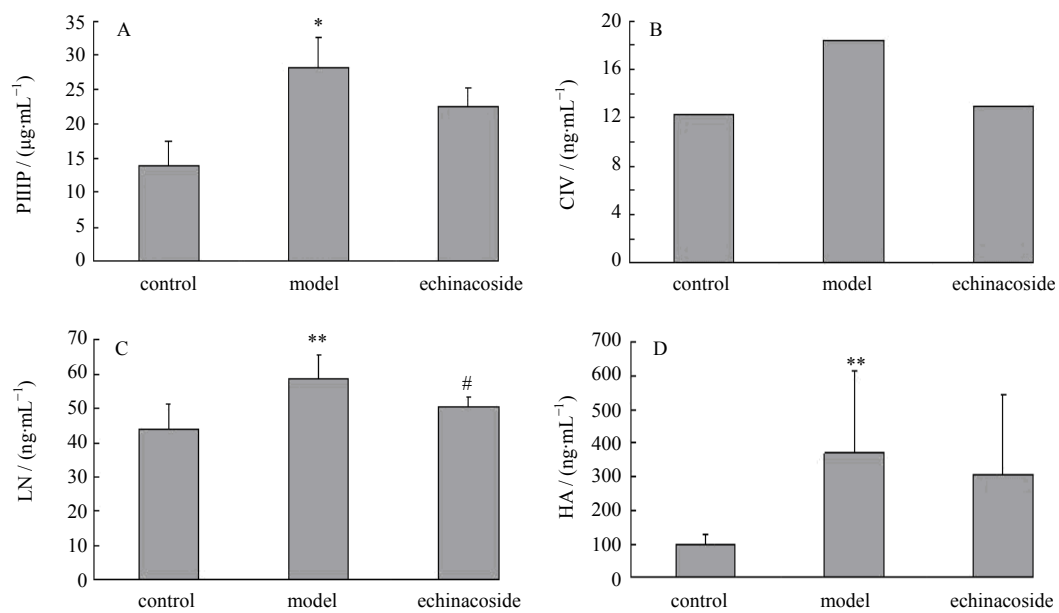 A
*
PIIIP / (μg·mL⁻¹)
35
30
25
20
15
10
5
0
control model echinacoside
B
CIV / (ng·mL⁻¹)
20
16
12
8
4
0
control model echinacoside
C
**
#
LN / (ng·mL⁻¹)
70
60
50
40
30
20
10
0
control model echinacoside
D
**
HA / (ng·mL⁻¹)
700
600
500
400
300
200
100
0
control model echinacoside